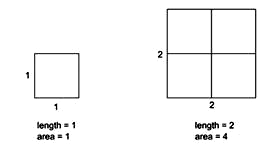 1
1
length = 1
area = 1
2
2
length = 2
area = 4